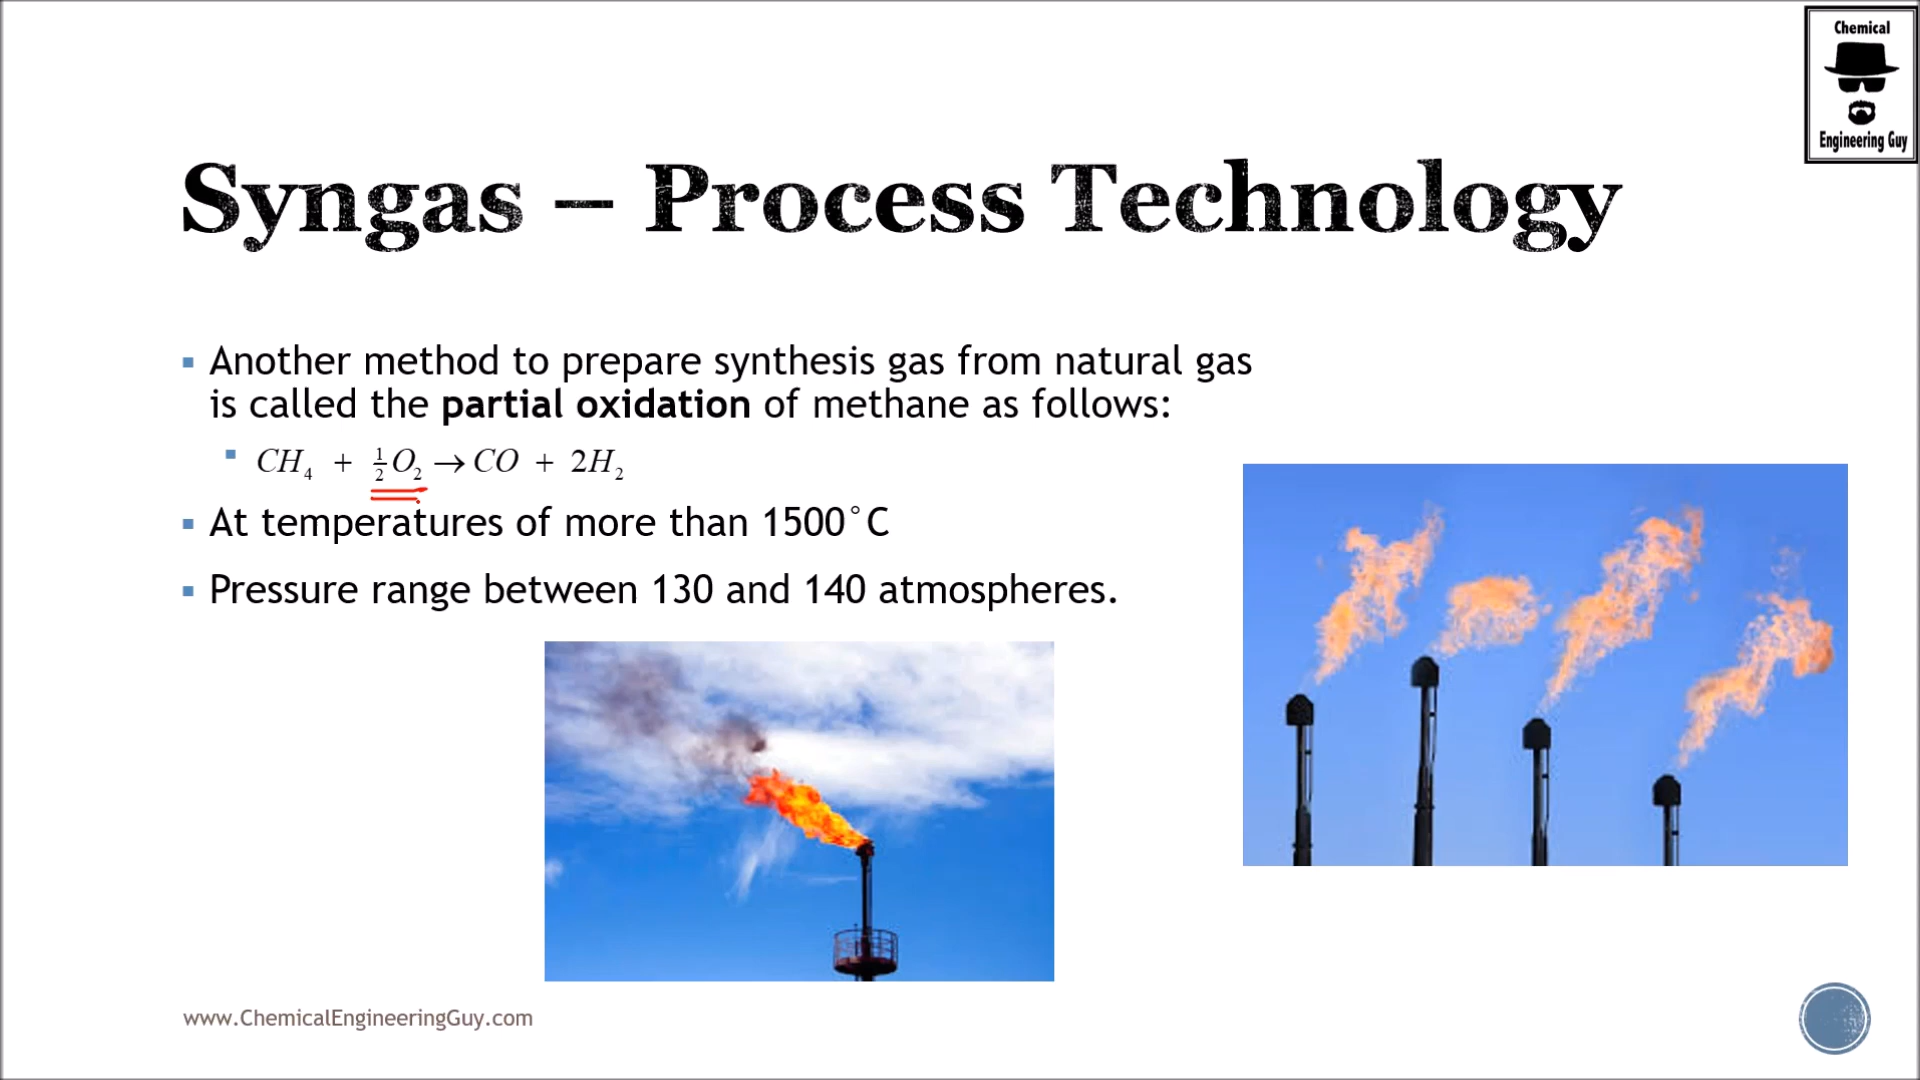 Chemical
Engineering Guy
Syngas – Process Technology
▪ Another method to prepare synthesis gas from natural gas
is called the partial oxidation of methane as follows:
▪ CH₄ + ½O₂ → CO + 2H₂
▪ At temperatures of more than 1500°C
▪ Pressure range between 130 and 140 atmospheres.
www.ChemicalEngineeringGuy.com